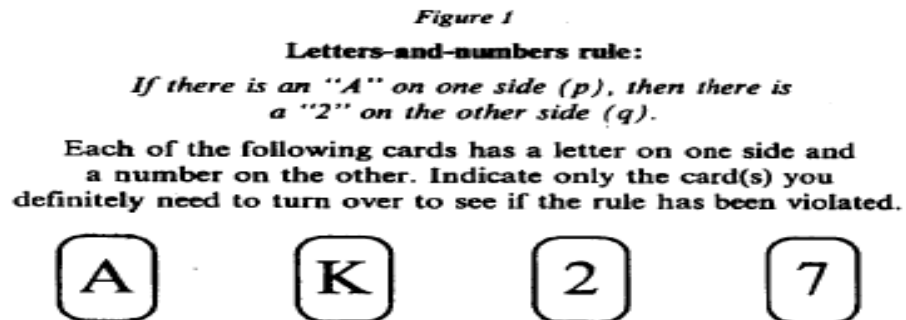 Figure 1
Letters-and-numbers rule:
If there is an "A" on one side (p), then there is
a "2" on the other side (q).
Each of the following cards has a letter on one side and
a number on the other. Indicate only the card(s) you
definitely need to turn over to see if the rule has been violated.
A K 2 7